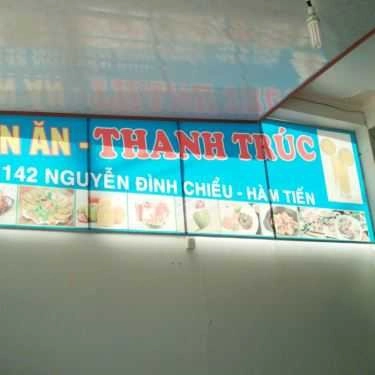 ĂN - THANH TRÚC
142 NGUYỄN ĐÌNH CHIỂU - HÀM TIẾN